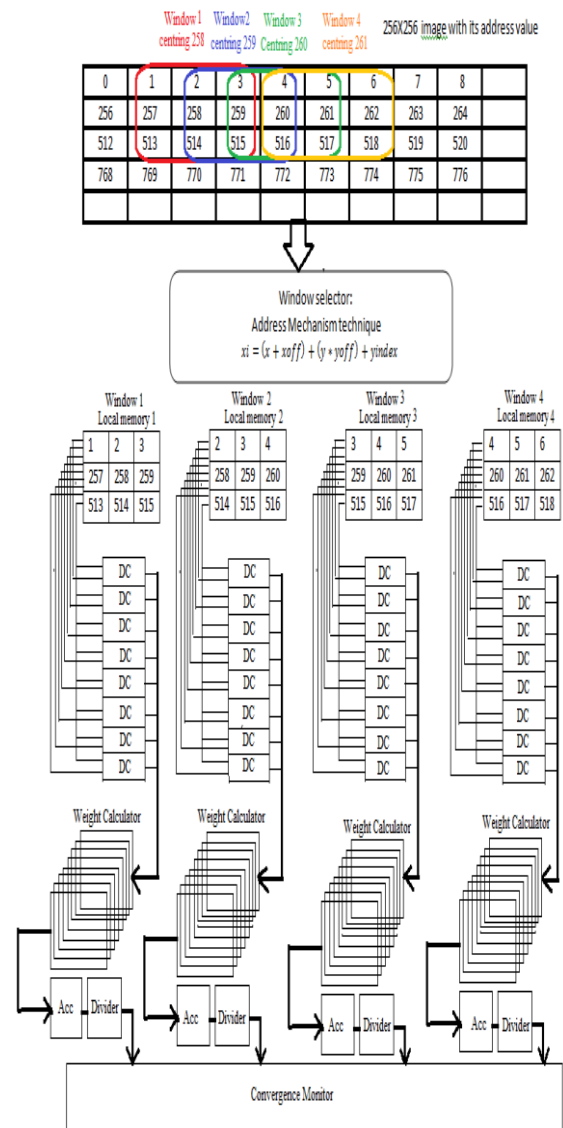 Window 1 Window2 Window 3 Window 4 256X256 image with its address value
centring 258 centring 259 Centring 260 centring 261
0 1 2 3 4 5 6 7 8
256 257 258 259 260 261 262 263 264
512 513 514 515 516 517 518 519 520
768 769 770 771 772 773 774 775 776
Window selector:
Address Mechanism technique
xi = (x + xoff) + (y * yoff) + yindex
Window 1 Window 2 Window 3 Window 4
Local memory 1 Local memory 2 Local memory 3 Local memory 4
1 2 3 2 3 4 3 4 5 4 5 6
257 258 259 258 259 260 259 260 261 260 261 262
513 514 515 514 515 516 515 516 517 516 517 518
DC DC DC DC
DC DC DC DC
DC DC DC DC
DC DC DC DC
DC DC DC DC
DC DC DC DC
DC DC DC DC
DC DC DC DC
Weight Calculator Weight Calculator Weight Calculator Weight Calculator
Acc Divider Acc Divider Acc Divider Acc Divider
Convergence Monitor